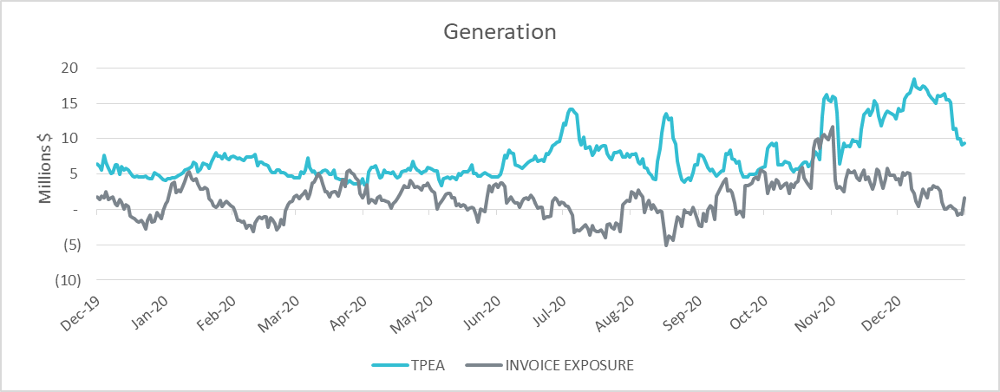 Generation
Millions $
20
15
10
5
-
(5)
(10)
Dec-19
Jan-20
Feb-20
Mar-20
Apr-20
May-20
Jun-20
Jul-20
Aug-20
Sep-20
Oct-20
Nov-20
Dec-20
TPEA
INVOICE EXPOSURE